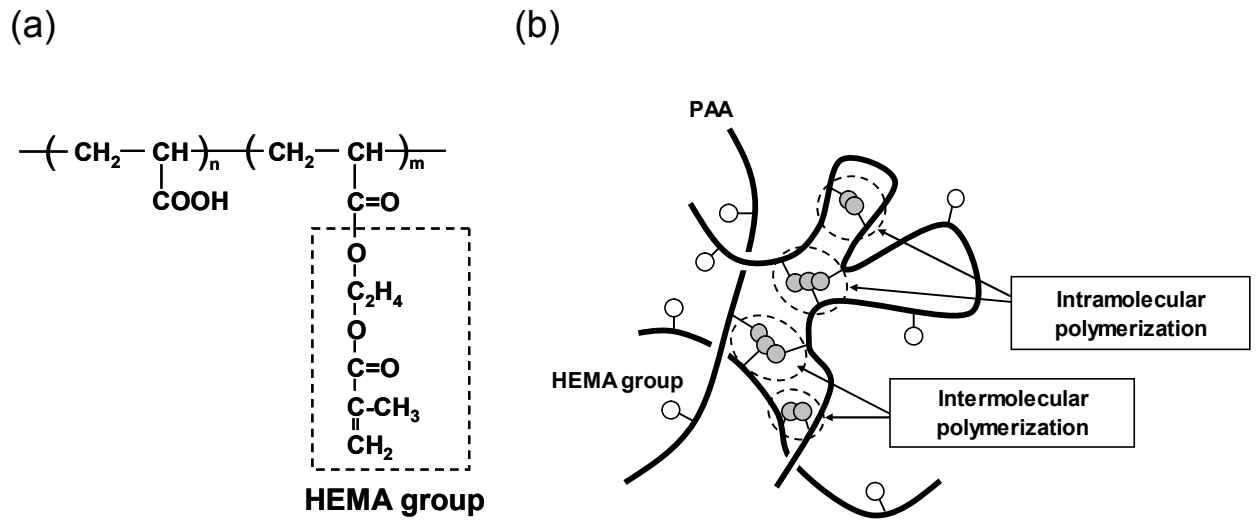 (a)
(b)
—( CH₂—CH )ₙ—( CH₂—CH )ₘ—
COOH
C=O
O
C₂H₄
O
C=O
C-CH₃
CH₂
HEMA group
PAA
HEMA group
Intramolecular
polymerization
Intermolecular
polymerization